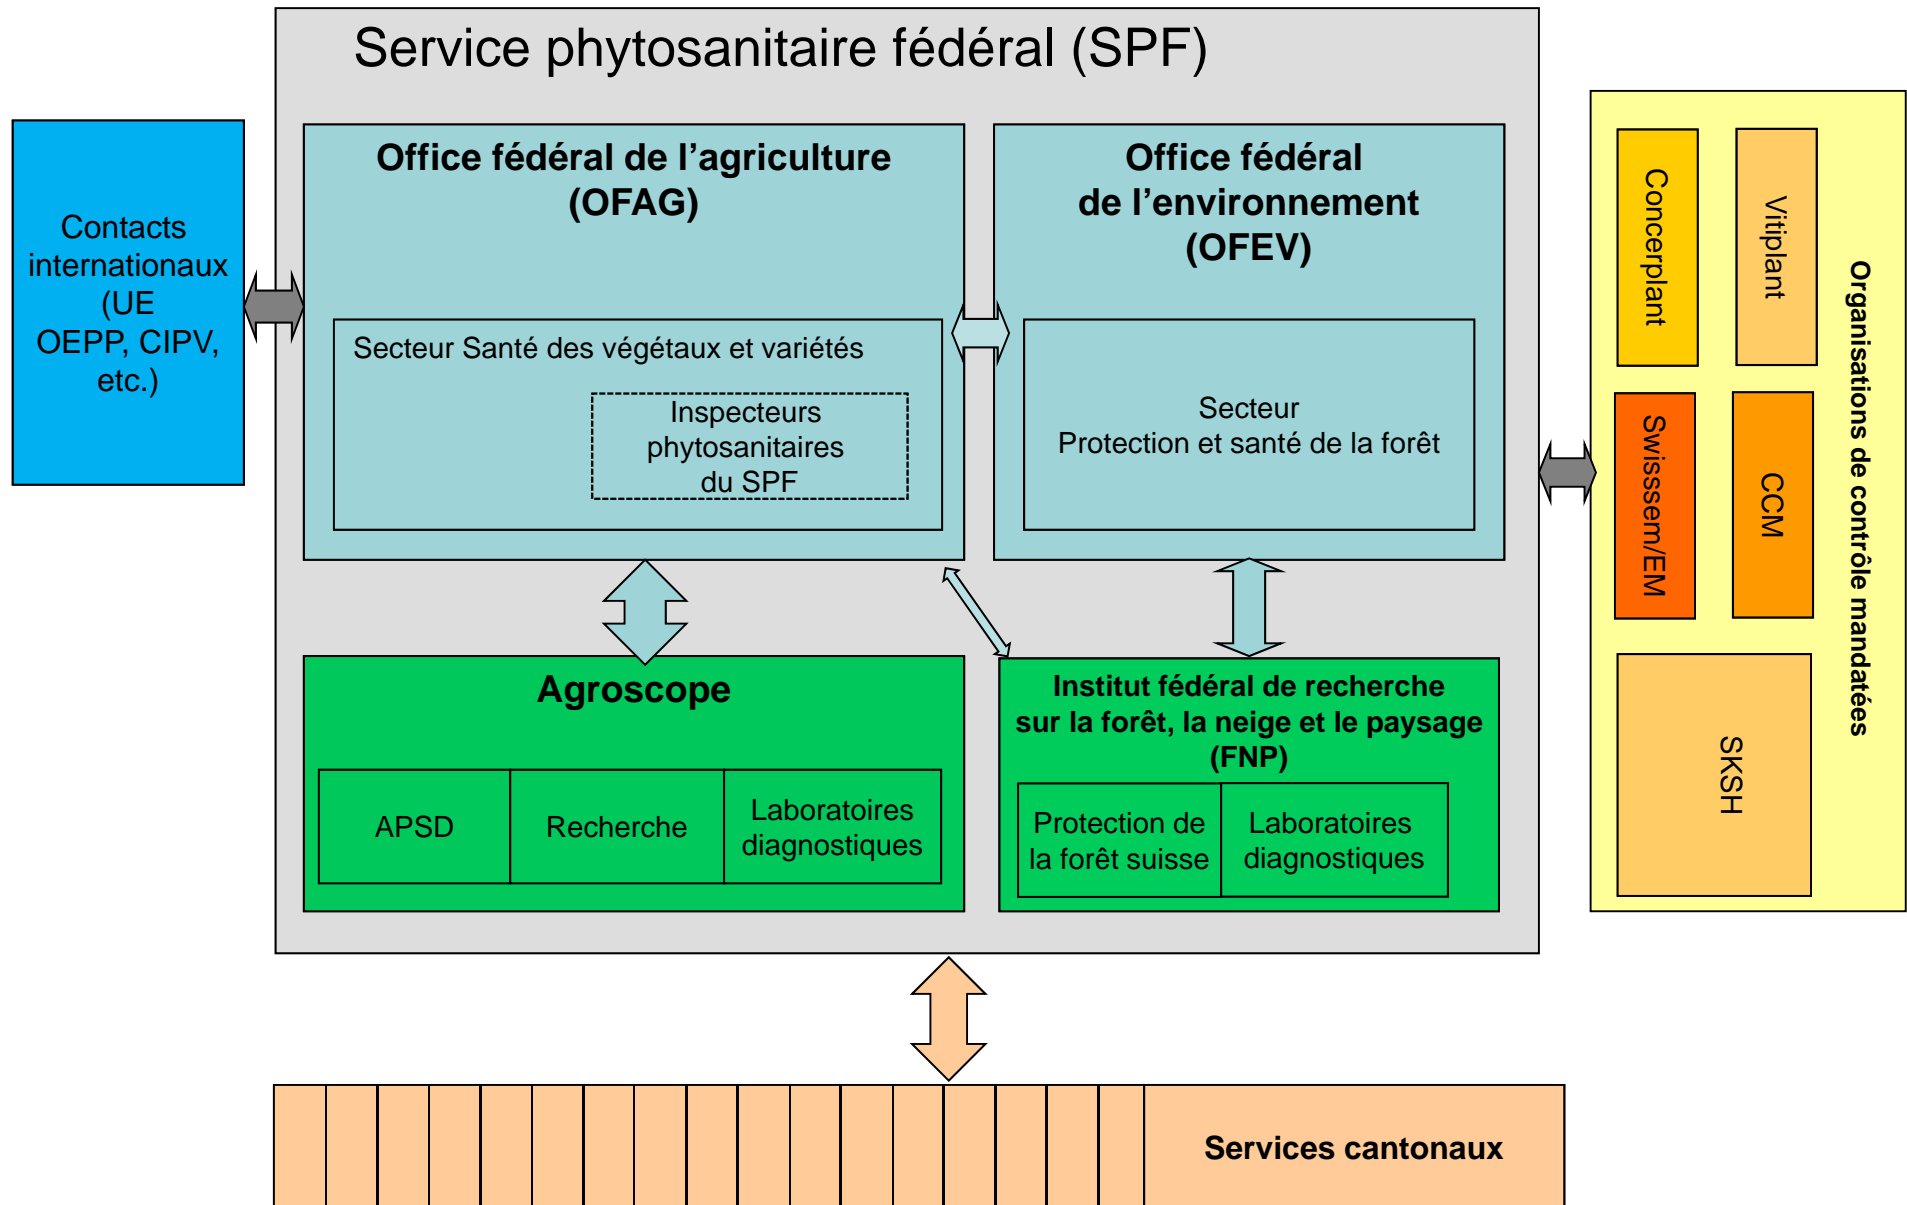 Service phytosanitaire fédéral (SPF)
Contacts
internationaux
(UE
OEPP, CIPV,
etc.)
Office fédéral de l’agriculture
(OFAG)
Secteur Santé des végétaux et variétés
Inspecteurs
phytosanitaires
du SPF
Office fédéral
de l’environnement
(OFEV)
Secteur
Protection et santé de la forêt
Agroscope
APSD
Recherche
Laboratoires
diagnostiques
Institut fédéral de recherche
sur la forêt, la neige et le paysage
(FNP)
Protection de
la forêt suisse
Laboratoires
diagnostiques
Organisations de contrôle mandatées
Concerplant
Vitiplant
Swisssem/EM
CCM
SKSH
Services cantonaux